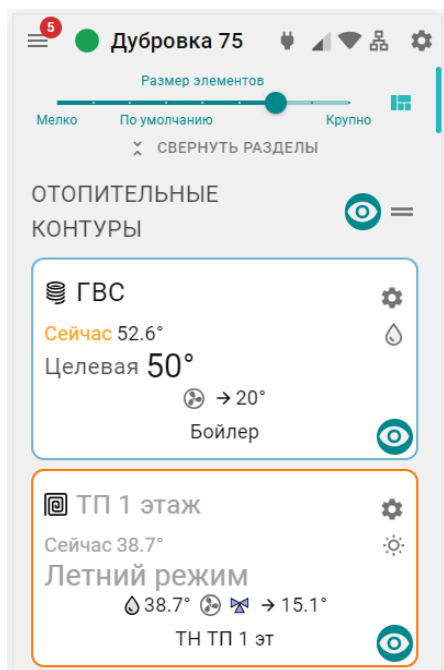 5
Дубровка 75
Размер элементов
Мелко По умолчанию Крупно
СВЕРНУТЬ РАЗДЕЛЫ
ОТОПИТЕЛЬНЫЕ
КОНТУРЫ
ГВС
Сейчас 52.6°
Целевая 50°
→ 20°
Бойлер
ТП 1 этаж
Сейчас 38.7°
Летний режим
38.7° → 15.1°
ТН ТП 1 эт